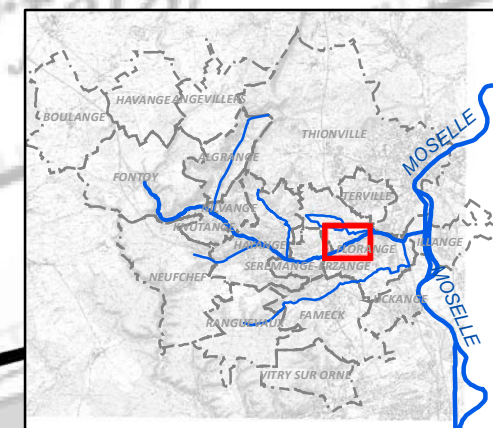 HAVANGE
ANGEVILLERS
BOULANGE
THIONVILLE
MOSELLE
ALGRANGE
FONTOY
TERVILLE
NILVANGE
KNUTANGE
HAYANGE
FLORANGE
ILLANGE
SEREMANGE-ERZANGE
NEUFCHEF
UCKANGE
MOSELLE
FAMECK
RANGUEVAUX
VITRY SUR ORNE